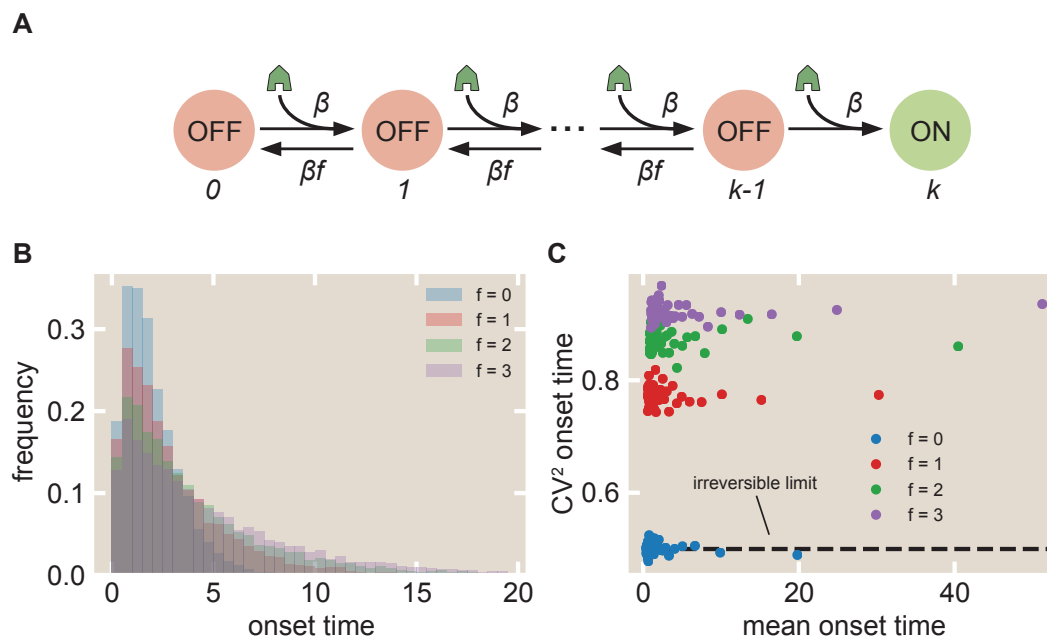 A
β β β β
OFF OFF ... OFF ON
βf βf βf
0 1 k-1 k
B
f = 0
f = 1
f = 2
f = 3
0.3
0.2
0.1
0.0
frequency
0 5 10 15 20
onset time
C
0.8
0.6
CV² onset time
f = 0
f = 1
f = 2
f = 3
irreversible limit
0 20 40
mean onset time